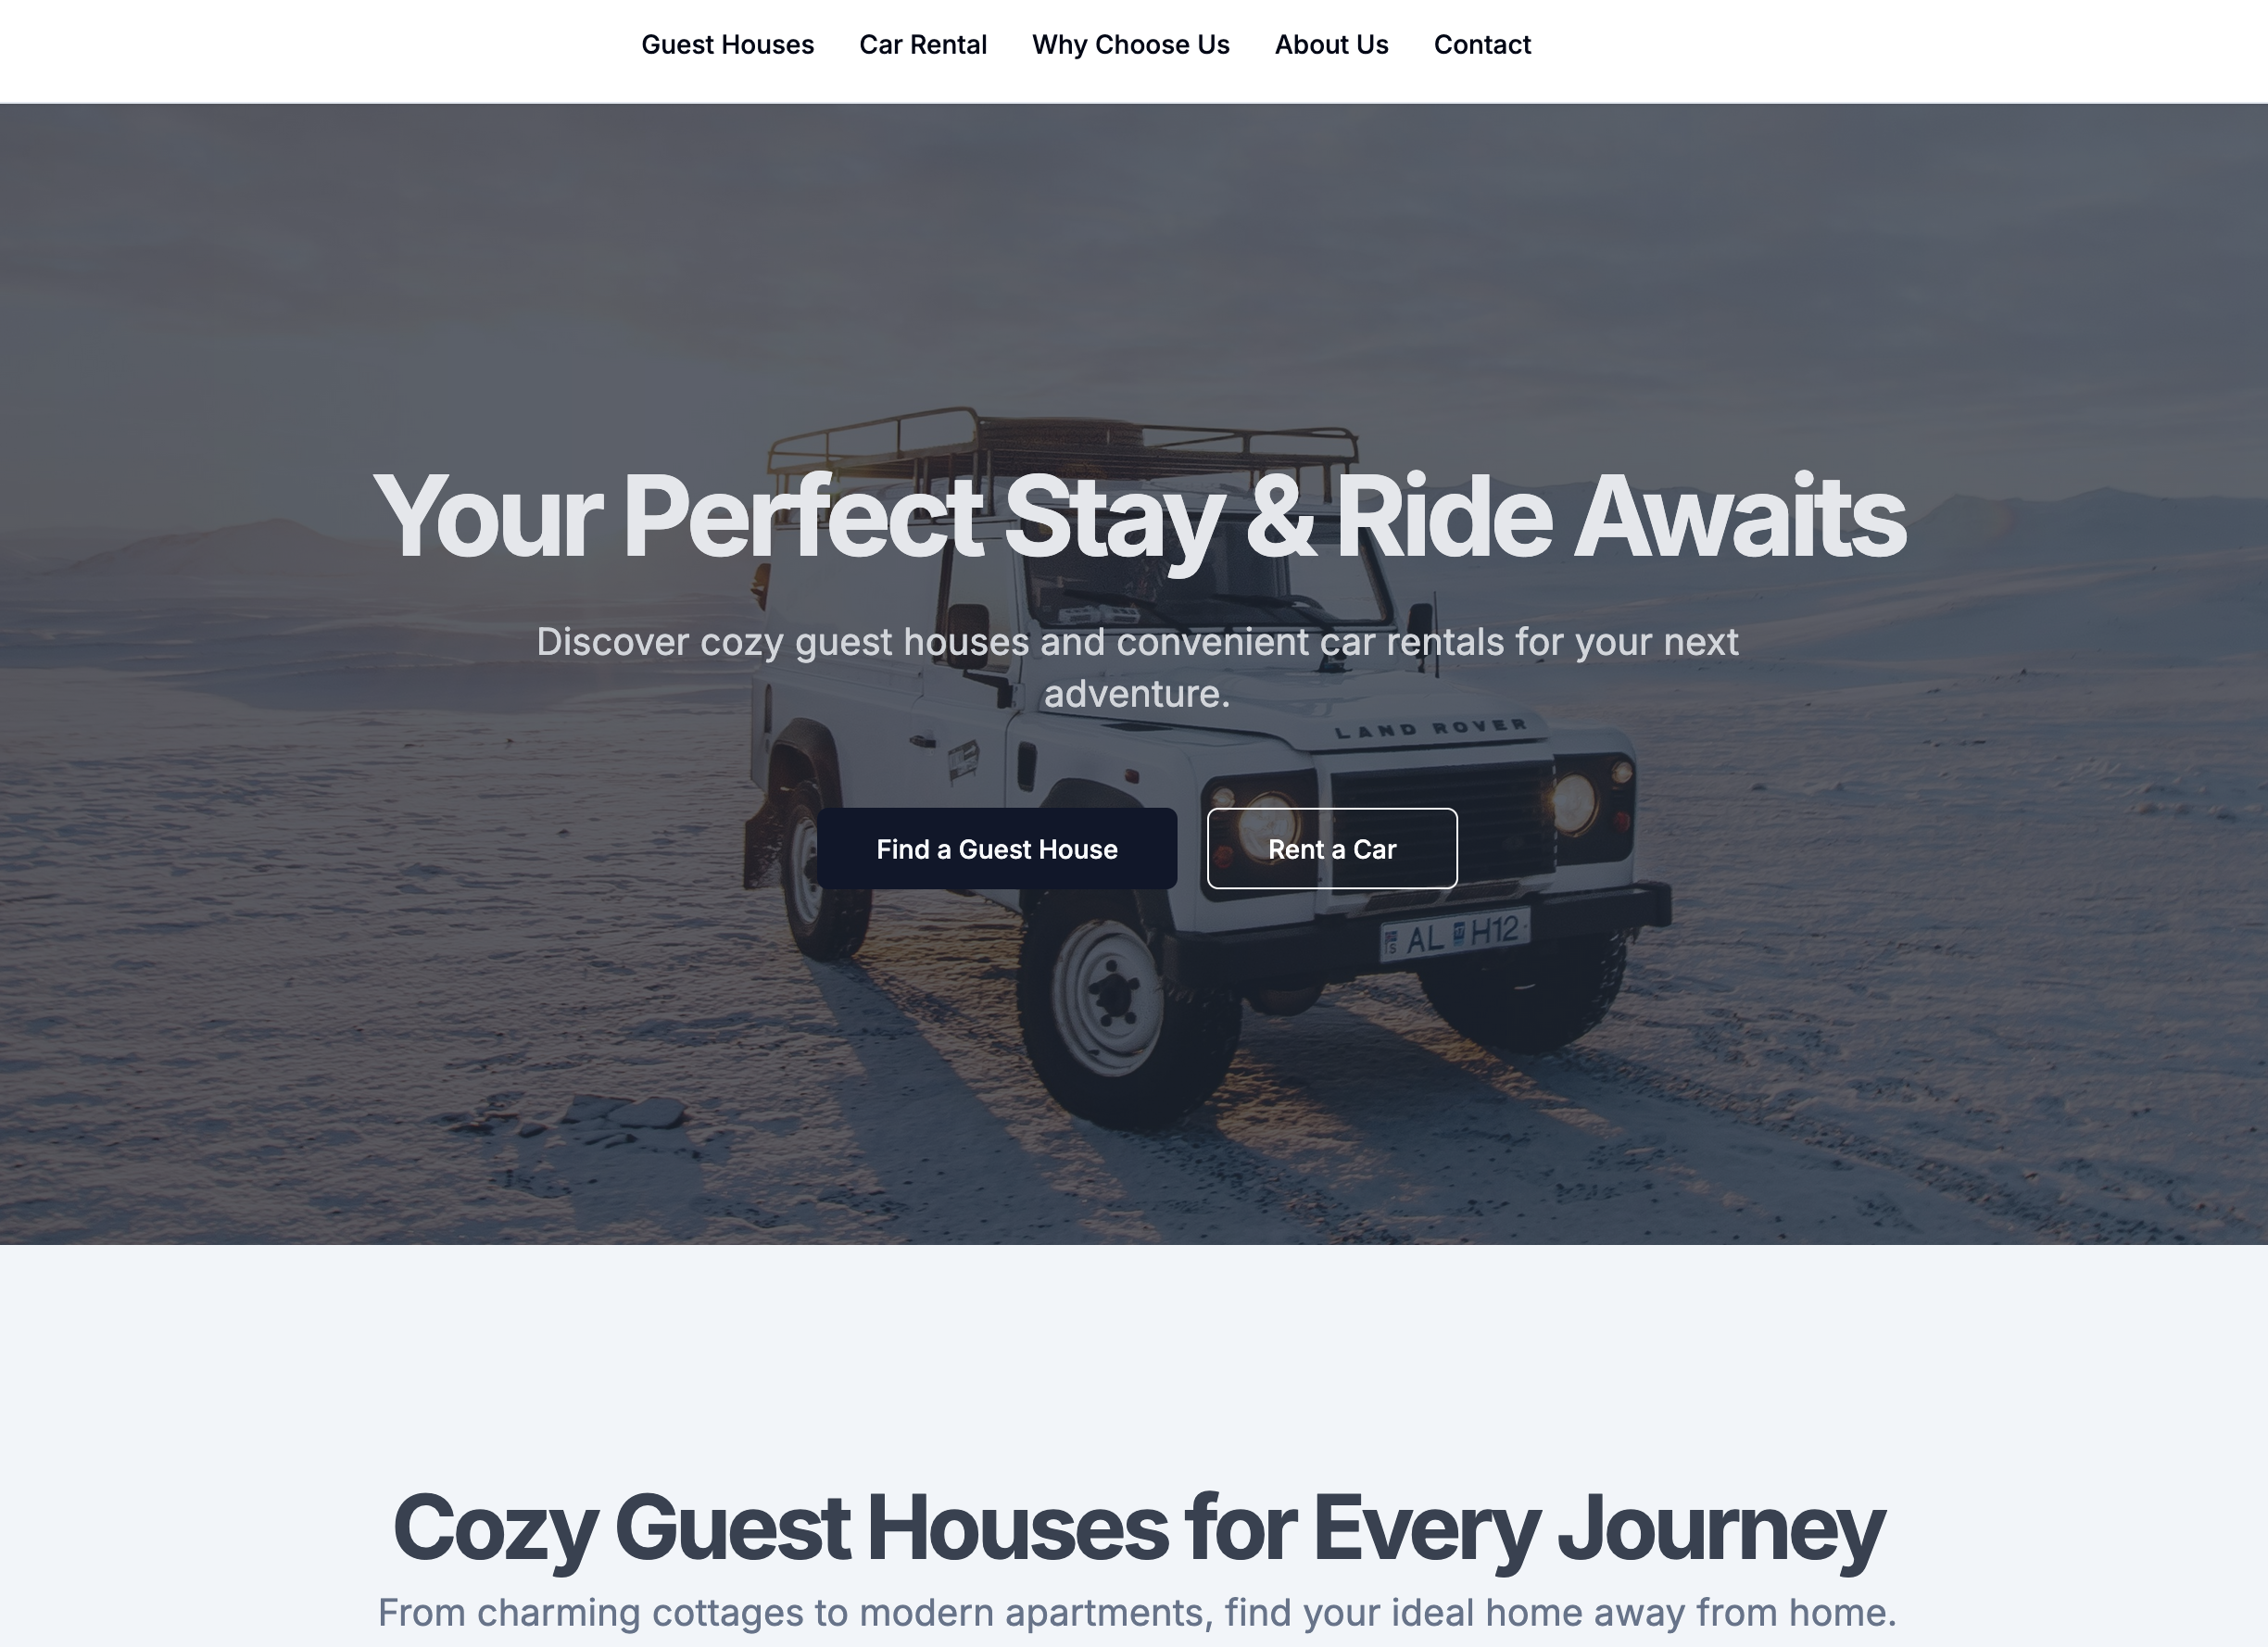 Guest Houses
Car Rental
Why Choose Us
About Us
Contact
Your Perfect Stay & Ride Awaits
Discover cozy guest houses and convenient car rentals for your next
adventure.
LAND ROVER
Find a Guest House
Rent a Car
AL H12
Cozy Guest Houses for Every Journey
From charming cottages to modern apartments, find your ideal home away from home.